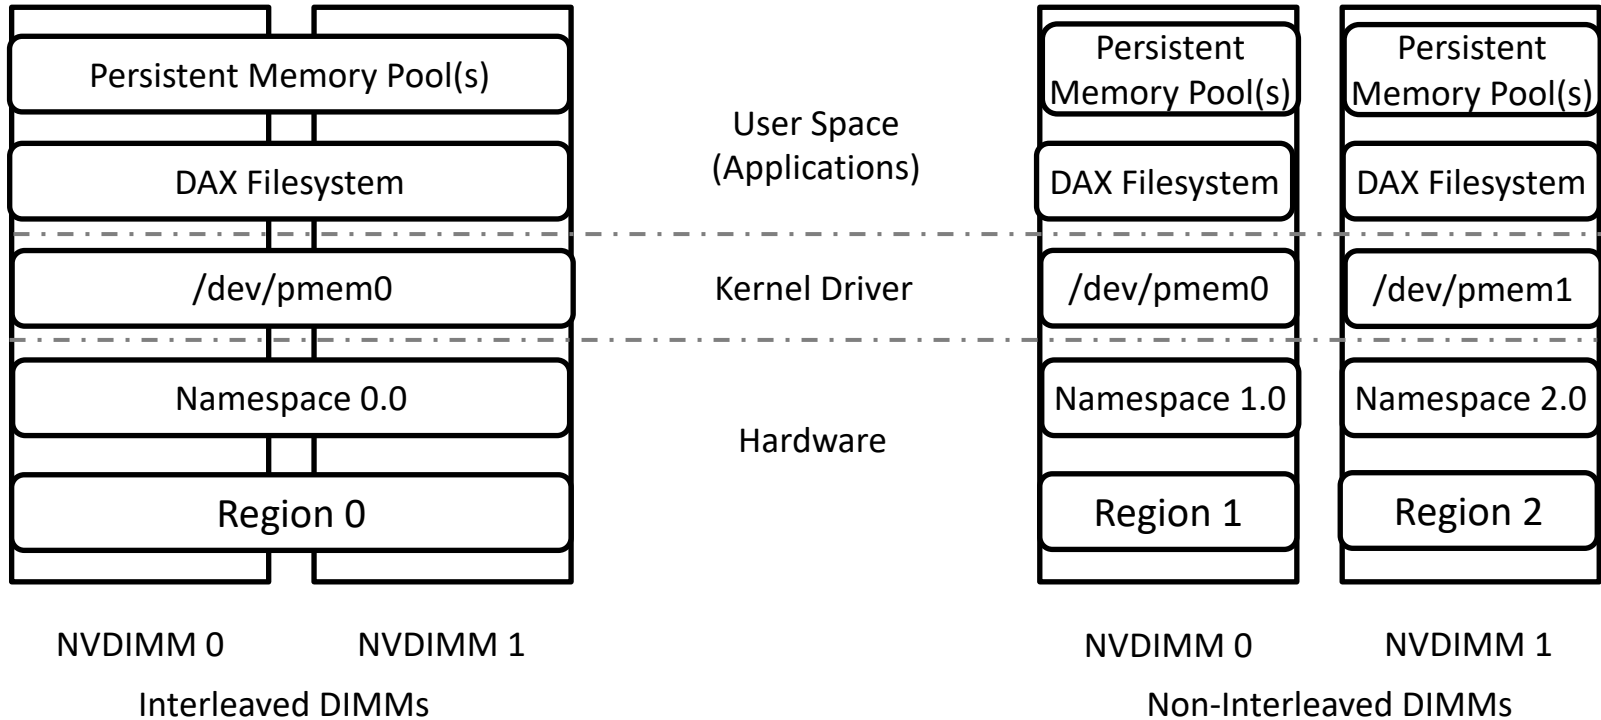 Persistent Memory Pool(s)
DAX Filesystem
/dev/pmem0
Namespace 0.0
Region 0
NVDIMM 0
NVDIMM 1
Interleaved DIMMs
User Space
(Applications)
Kernel Driver
Hardware
Persistent
Memory Pool(s)
DAX Filesystem
/dev/pmem0
Namespace 1.0
Region 1
NVDIMM 0
Persistent
Memory Pool(s)
DAX Filesystem
/dev/pmem1
Namespace 2.0
Region 2
NVDIMM 1
Non-Interleaved DIMMs